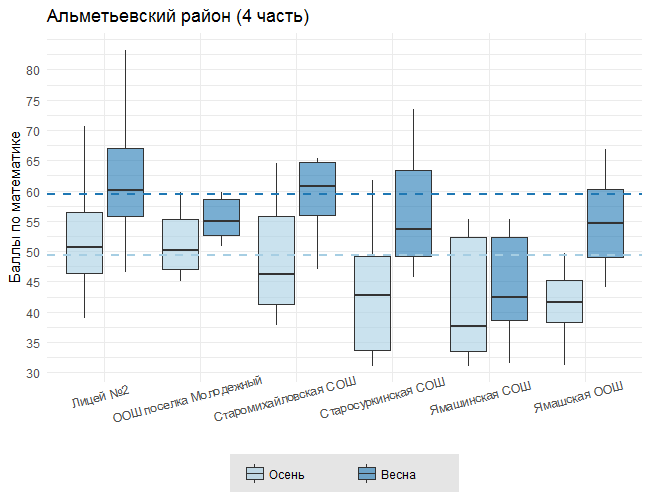 Альметьевский район (4 часть)
Баллы по математике
80
75
70
65
60
55
50
45
40
35
30
Лицей №2
ООШ поселка Молодежный
Старомихайловская СОШ
Старосуркинская СОШ
Ямашинская СОШ
Ямашская ООШ
Осень
Весна